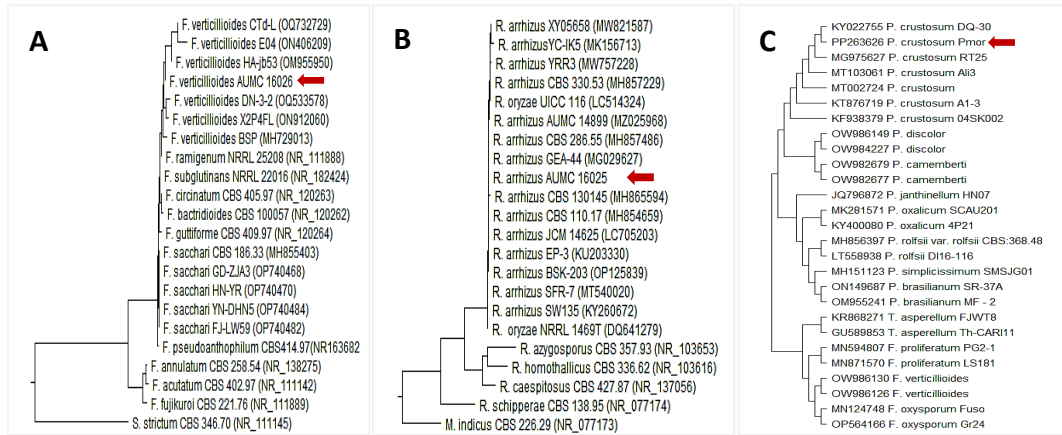 A
F. verticillioides CTd-L (OQ732729)
F. verticillioides E04 (ON406209)
F. verticillioides HA-jb53 (OM955950)
F. verticillioides AUMC 16026
F. verticillioides DN-3-2 (OQ533578)
F. verticillioides X2P4FL (ON912060)
F. verticillioides BSP (MH729013)
F. ramigenum NRRL 25208 (NR_111888)
F. subglutinans NRRL 22016 (NR_182424)
F. circinatum CBS 405.97 (NR_120263)
F. bactridioides CBS 100057 (NR_120262)
F. guttiforme CBS 409.97 (NR_120264)
F. sacchari CBS 186.33 (MH855403)
F. sacchari GD-ZJA3 (OP740468)
F. sacchari HN-YR (OP740470)
F. sacchari YN-DHN5 (OP740484)
F. sacchari FJ-LW59 (OP740482)
F. pseudoanthophilum CBS414.97(NR163682
F. annulatum CBS 258.54 (NR_138275)
F. acutatum CBS 402.97 (NR_111142)
F. fujikuroi CBS 221.76 (NR_111889)
S. strictum CBS 346.70 (NR_111145)
B
R. arrhizus XY05658 (MW821587)
R. arrhizusYC-IK5 (MK156713)
R. arrhizus YRR3 (MW757228)
R. arrhizus CBS 330.53 (MH857229)
R. oryzae UICC 116 (LC514324)
R. arrhizus AUMC 14899 (MZ025968)
R. arrhizus CBS 286.55 (MH857486)
R. arrhizus GEA-44 (MG029627)
R. arrhizus AUMC 16025
R. arrhizus CBS 130145 (MH865594)
R. arrhizus CBS 110.17 (MH854659)
R. arrhizus JCM 14625 (LC705203)
R. arrhizus EP-3 (KU203330)
R. arrhizus BSK-203 (OP125839)
R. arrhizus SFR-7 (MT540020)
R. arrhizus SW135 (KY260672)
R. oryzae NRRL 1469T (DQ641279)
R. azygosporus CBS 357.93 (NR_103653)
R. homothallicus CBS 336.62 (NR_103616)
R. caespitosus CBS 427.87 (NR_137056)
R. schipperae CBS 138.95 (NR_077174)
M. indicus CBS 226.29 (NR_077173)
C
KY022755 P. crustosum DQ-30
PP263626 P. crustosum Pmor
MG975627 P. crustosum RT25
MT103061 P. crustosum Ali3
MT002724 P. crustosum
KT876719 P. crustosum A1-3
KF938379 P. crustosum 04SK002
OW986149 P. discolor
OW984227 P. discolor
OW982679 P. camemberti
OW982677 P. camemberti
JQ796872 P. janthinellum HN07
MK281571 P. oxalicum SCAU201
KY400080 P. oxalicum 4P21
MH856397 P. rolfsii var. rolfsii CBS:368.48
LT558938 P. rolfsii DI16-116
MH151123 P. simplicissimum SMSJG01
ON149687 P. brasilianum SR-37A
OM955241 P. brasilianum MF - 2
KR868271 T. asperellum FJWT8
GU589853 T. asperellum Th-CARI11
MN594807 F. proliferatum PG2-1
MN871570 F. proliferatum LS181
OW986130 F. verticillioides
OW986126 F. verticillioides
MN124748 F. oxysporum Fuso
OP564166 F. oxysporum Gr24